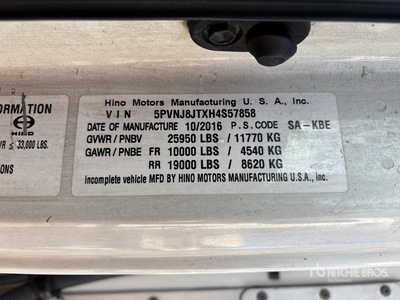 Hino Motors Manufacturing U. S. A., Inc.
V I N 5PVNJ8JTXH4S57858
DATE OF MANUFACTURE 10/2016 P.S.CODE SA-KBE
GVWR/PNBV 25950 LBS/11770 KG
GAWR/PNBE FR 10000 LBS / 4540 KG
RR 19000 LBS / 8620 KG
incomplete vehicle MFD BY HINO MOTORS MANUFACTURING U.S.A., Inc
ORMATION
HINO
≤ 33,000 LBS.
ONS
RITCHIE BROS